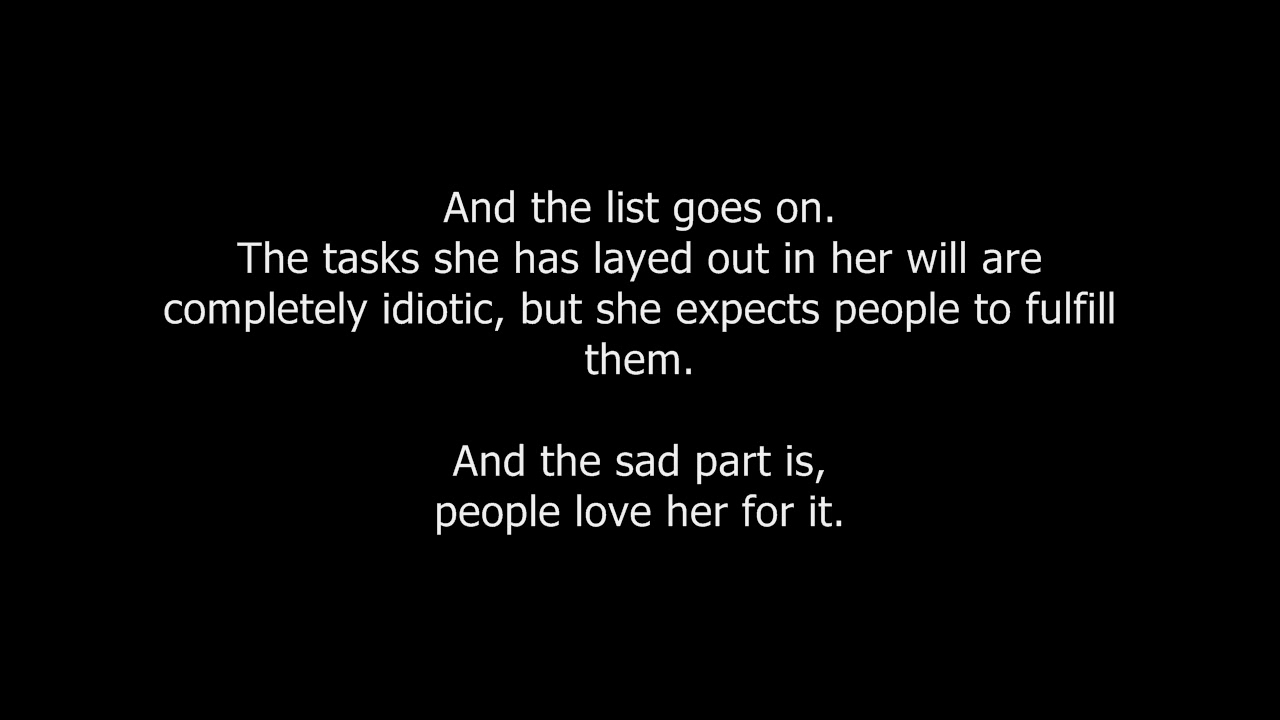 And the list goes on.
The tasks she has layed out in her will are
completely idiotic, but she expects people to fulfill
them.
And the sad part is,
people love her for it.